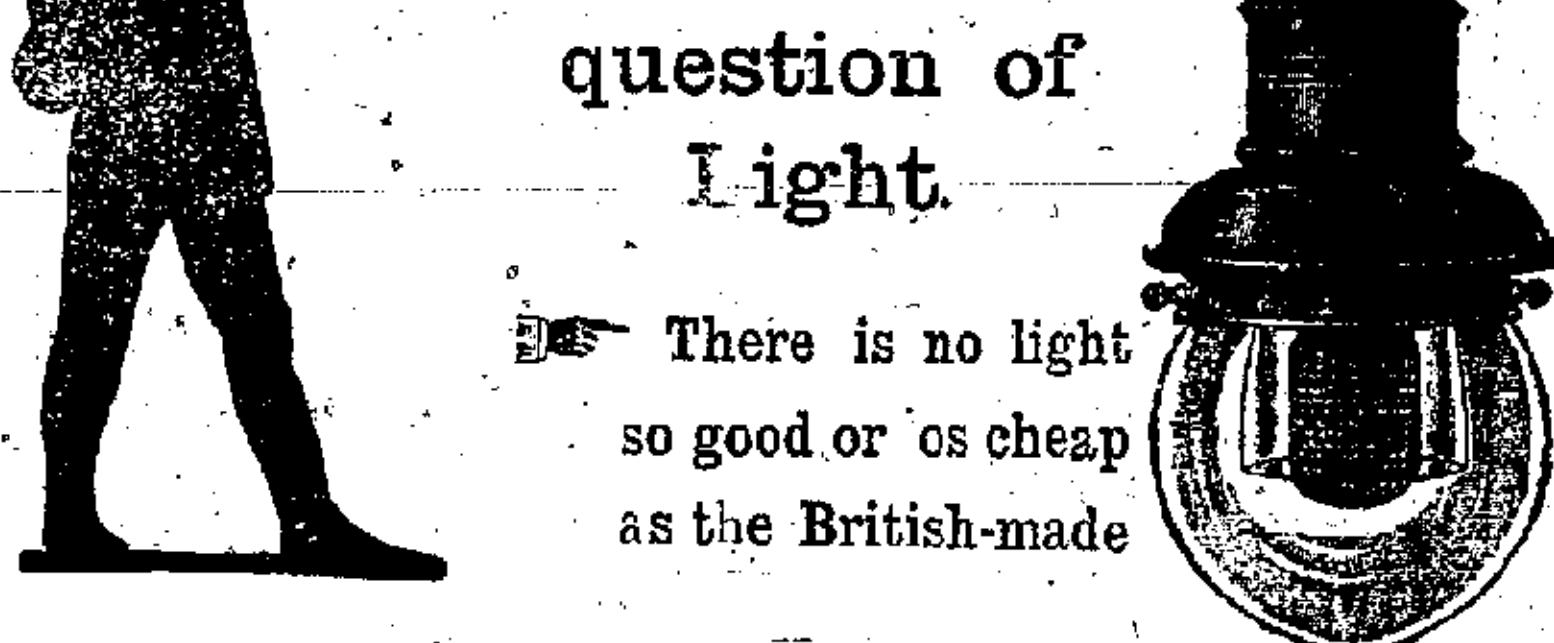 question of
Light.
There is no light
so good or os cheap
as the British-made